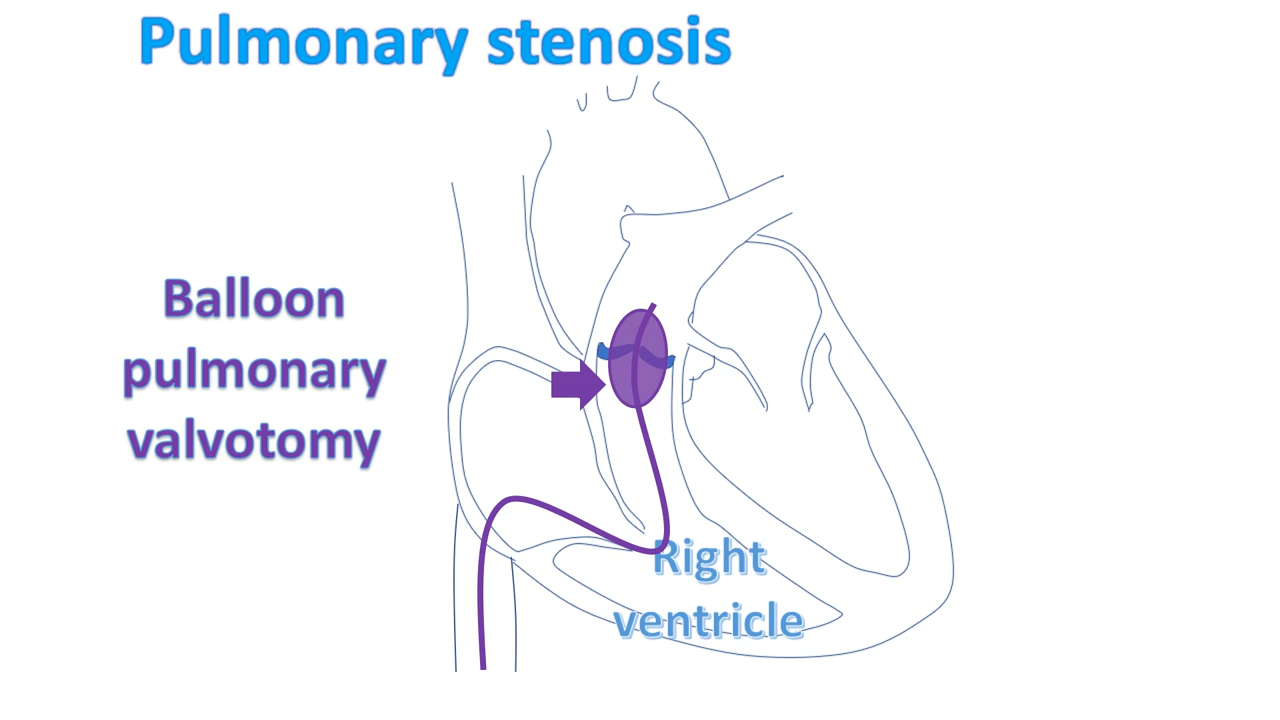 Pulmonary stenosis
Balloon
pulmonary
valvotomy
Right
ventricle